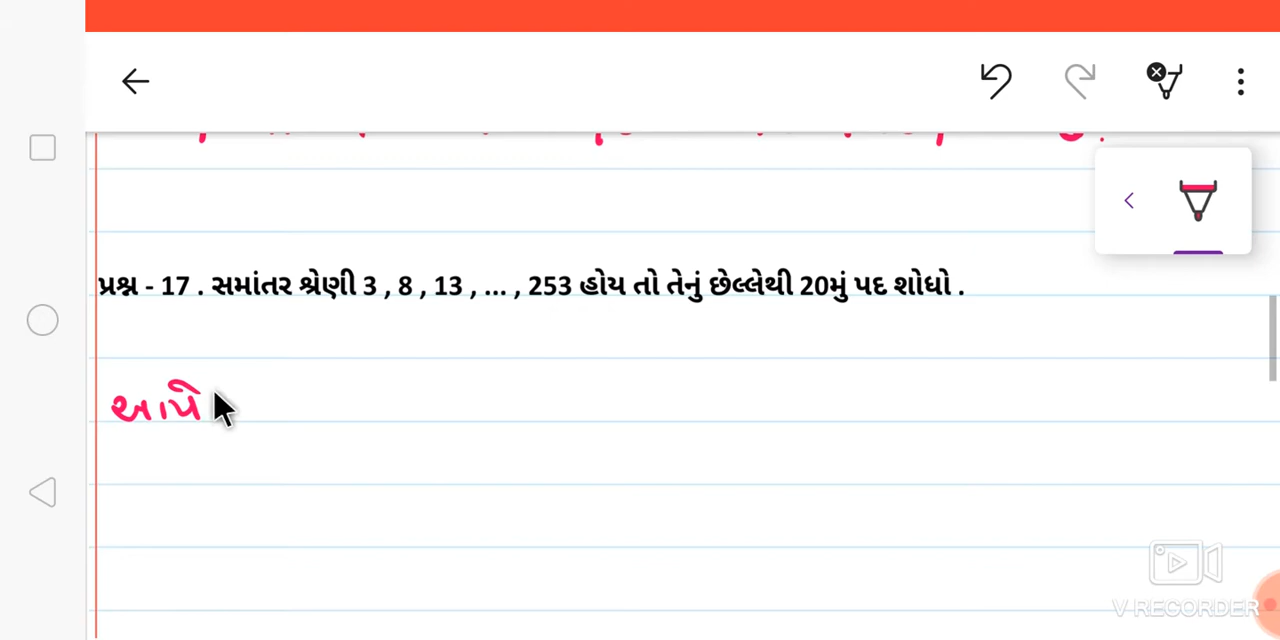 પ્રશ્ન - 17 . સમાંતર શ્રેણી 3 , 8 , 13 , ... , 253 હોય તો તેનું છેલ્લેથી 20મું પદ શોધો .
આપે
V RECORDER